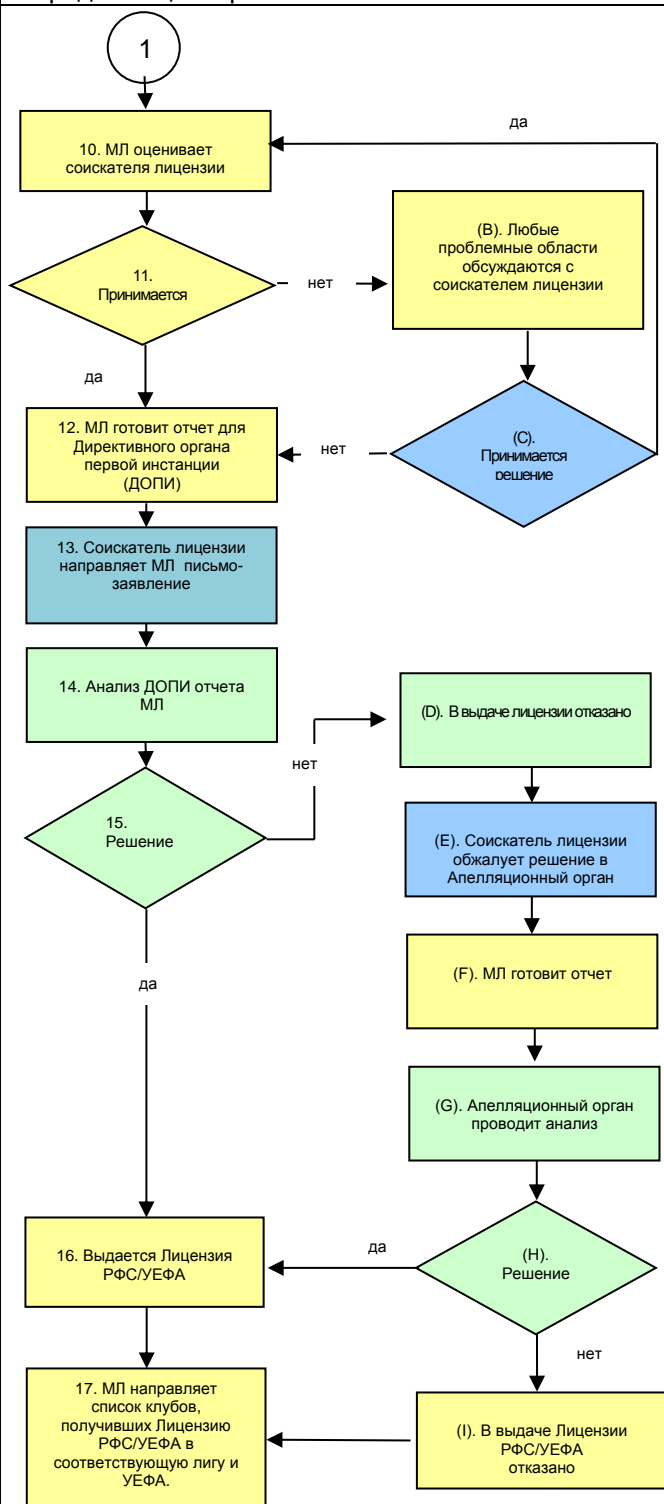 1
да
10. МЛ оценивает
соискателя лицензии
(B). Любые
проблемные области
обсуждаются с
соискателем лицензии
11.
Принимается
нет
да
12. МЛ готовит отчет для
Директивного органа
первой инстанции
(ДОПИ)
нет
(C).
Принимается
решение
13. Соискатель лицензии
направляет МЛ письмо-
заявление
14. Анализ ДОПИ отчета
МЛ
(D). В выдаче лицензии отказано
нет
15.
Решение
(E). Соискатель лицензии
обжалует решение в
Апелляционный орган
(F). МЛ готовит отчет
да
(G). Апелляционный орган
проводит анализ
16. Выдается Лицензия
РФС/УЕФА
да
(H).
Решение
нет
17. МЛ направляет
список клубов,
получивших Лицензию
РФС/УЕФА в
соответствующую лигу и
УЕФА.
(I). В выдаче Лицензии
РФС/УЕФА
отказано